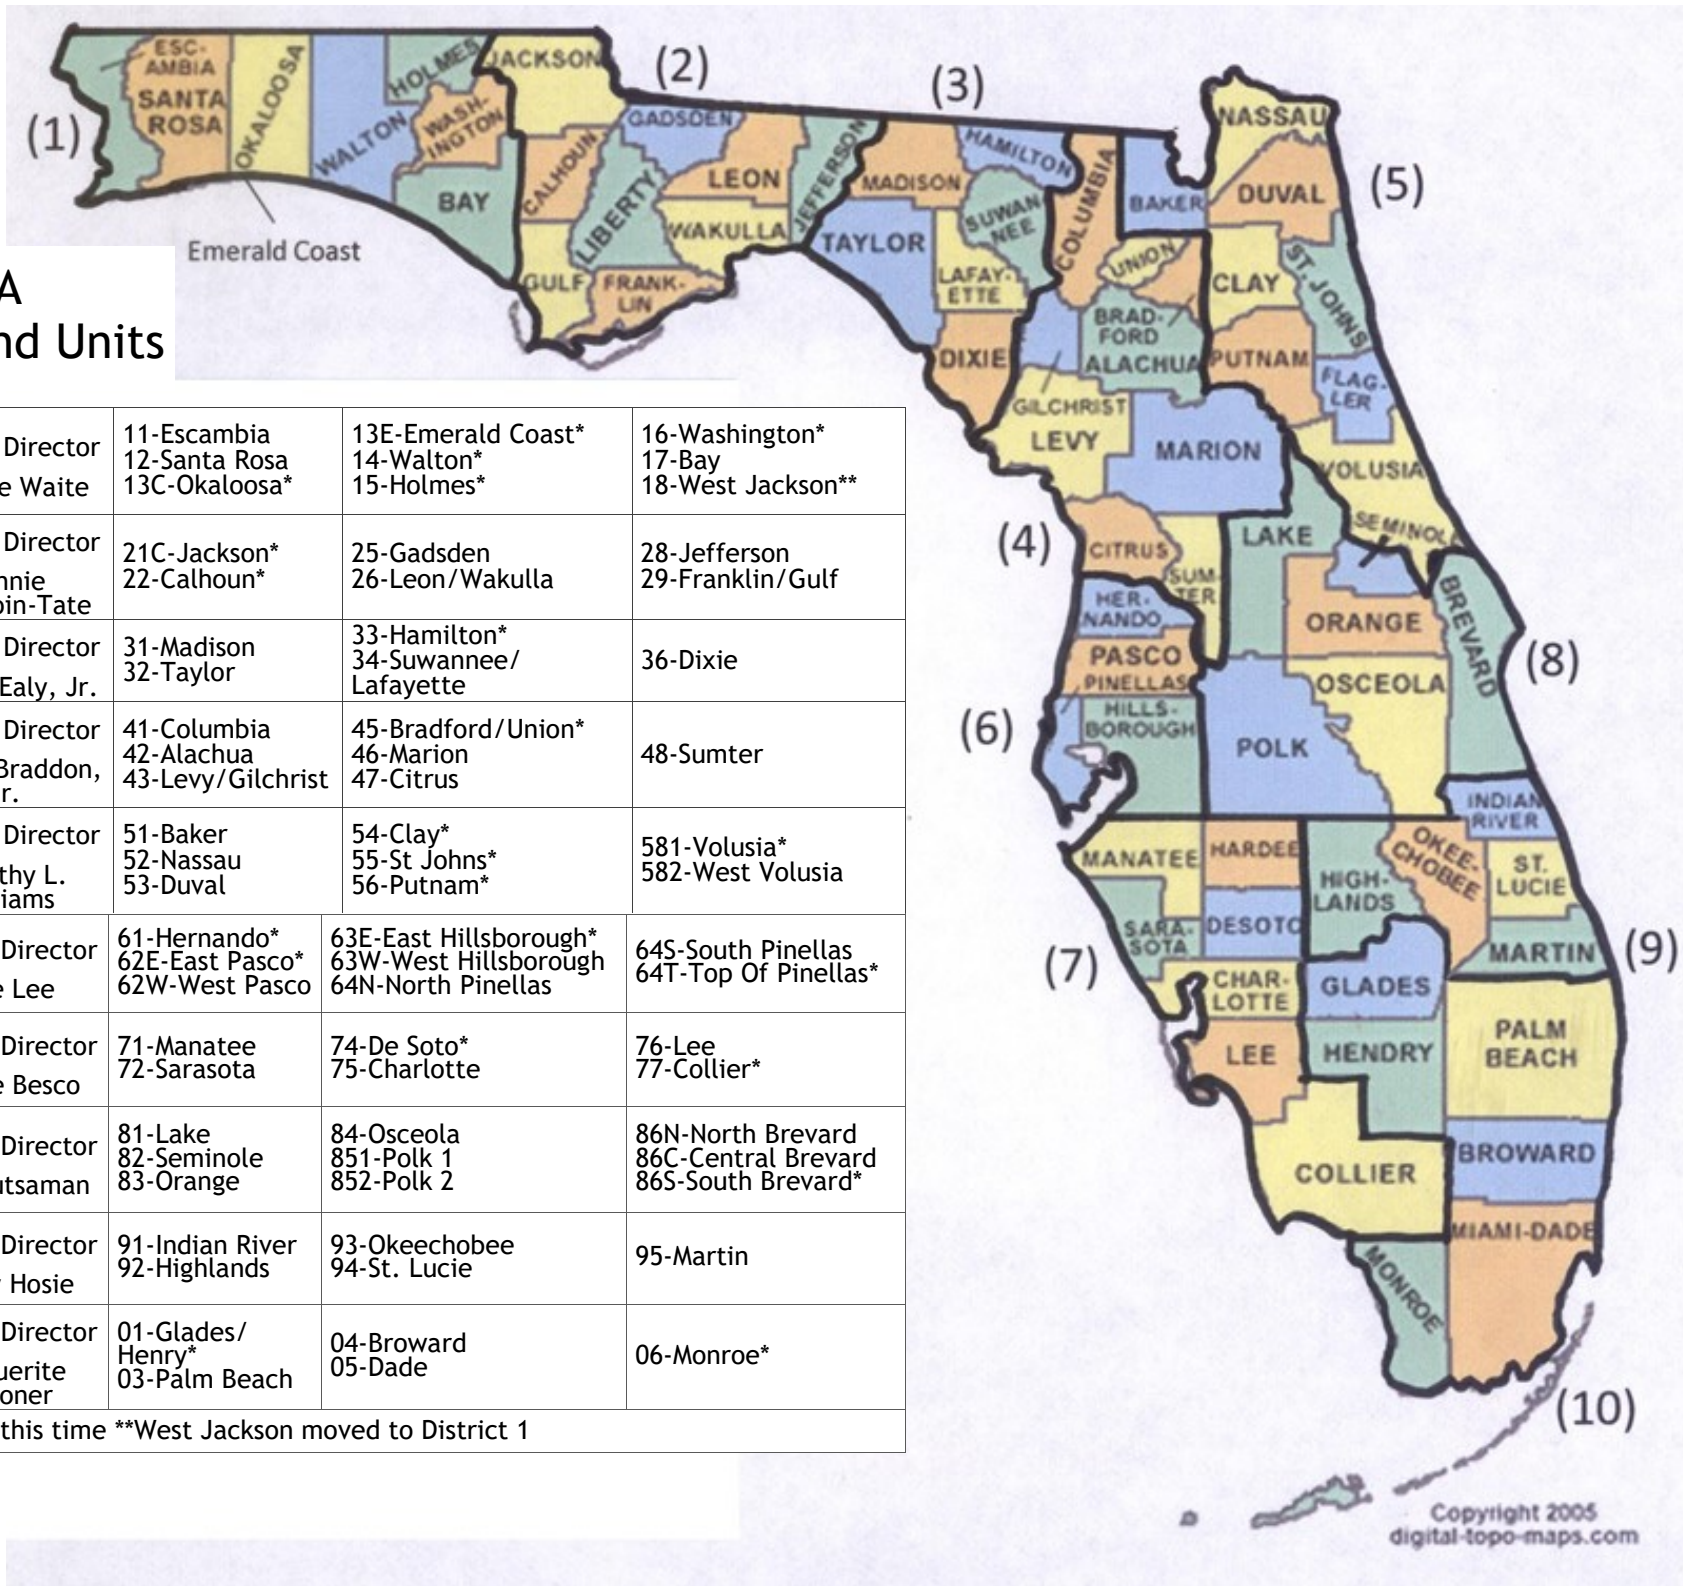 A
nd Units
Director
e Waite
11-Escambia
12-Santa Rosa
13C-Okaloosa*
13E-Emerald Coast*
14-Walton*
15-Holmes*
16-Washington*
17-Bay
18-West Jackson**
Director
nnie
oin-Tate
21C-Jackson*
22-Calhoun*
25-Gadsden
26-Leon/Wakulla
28-Jefferson
29-Franklin/Gulf
Director
Ealy, Jr.
31-Madison
32-Taylor
33-Hamilton*
34-Suwannee/
Lafayette
36-Dixie
Director
Braddon,
r.
41-Columbia
42-Alachua
43-Levy/Gilchrist
45-Bradford/Union*
46-Marion
47-Citrus
48-Sumter
Director
thy L.
iams
51-Baker
52-Nassau
53-Duval
54-Clay*
55-St Johns*
56-Putnam*
581-Volusia*
582-West Volusia
Director
e Lee
61-Hernando*
62E-East Pasco*
62W-West Pasco
63E-East Hillsborough*
63W-West Hillsborough
64N-North Pinellas
64S-South Pinellas
64T-Top Of Pinellas*
Director
e Besco
71-Manatee
72-Sarasota
74-De Soto*
75-Charlotte
76-Lee
77-Collier*
Director
utsaman
81-Lake
82-Seminole
83-Orange
84-Osceola
851-Polk 1
852-Polk 2
86N-North Brevard
86C-Central Brevard
86S-South Brevard*
Director
Hosie
91-Indian River
92-Highlands
93-Okeechobee
94-St. Lucie
95-Martin
Director
uerite
oner
01-Glades/
Henry*
03-Palm Beach
04-Broward
05-Dade
06-Monroe*
this time **West Jackson moved to District 1
(1)
(2)
(3)
(4)
(5)
(6)
(7)
(8)
(9)
(10)
Emerald Coast
ESC-
AMBIA
SANTA
ROSA
OKALOOSA
WALTON
HOLMES
WASH-
INGTON
BAY
JACKSON
CALHOUN
GULF
LIBERTY
GADSDEN
LEON
WAKULLA
FRANK-
LIN
JEFFERSON
MADISON
TAYLOR
HAMILTON
SUWAN
NEE
LAFAY-
ETTE
DIXIE
COLUMBIA
BAKER
UNION
BRAD-
FORD
ALACHUA
GILCHRIST
LEVY
MARION
NASSAU
DUVAL
CLAY
ST. JOHNS
PUTNAM
FLAG-
LER
VOLUSIA
CITRUS
SUM-
TER
LAKE
SEMINOL
HER-
NANDO
PASCO
PINELLAS
HILLS-
BOROUGH
ORANGE
BREVARD
OSCEOLA
POLK
INDIAN
RIVER
MANATEE
HARDEE
HIGH-
LANDS
OKEE-
CHOBEE
ST.
LUCIE
SARA-
SOTA
DESOTO
MARTIN
CHAR-
LOTTE
GLADES
LEE
HENDRY
PALM
BEACH
COLLIER
BROWARD
MIAMI-DADE
MONROE
Copyright 2005
digital-topo-maps.com